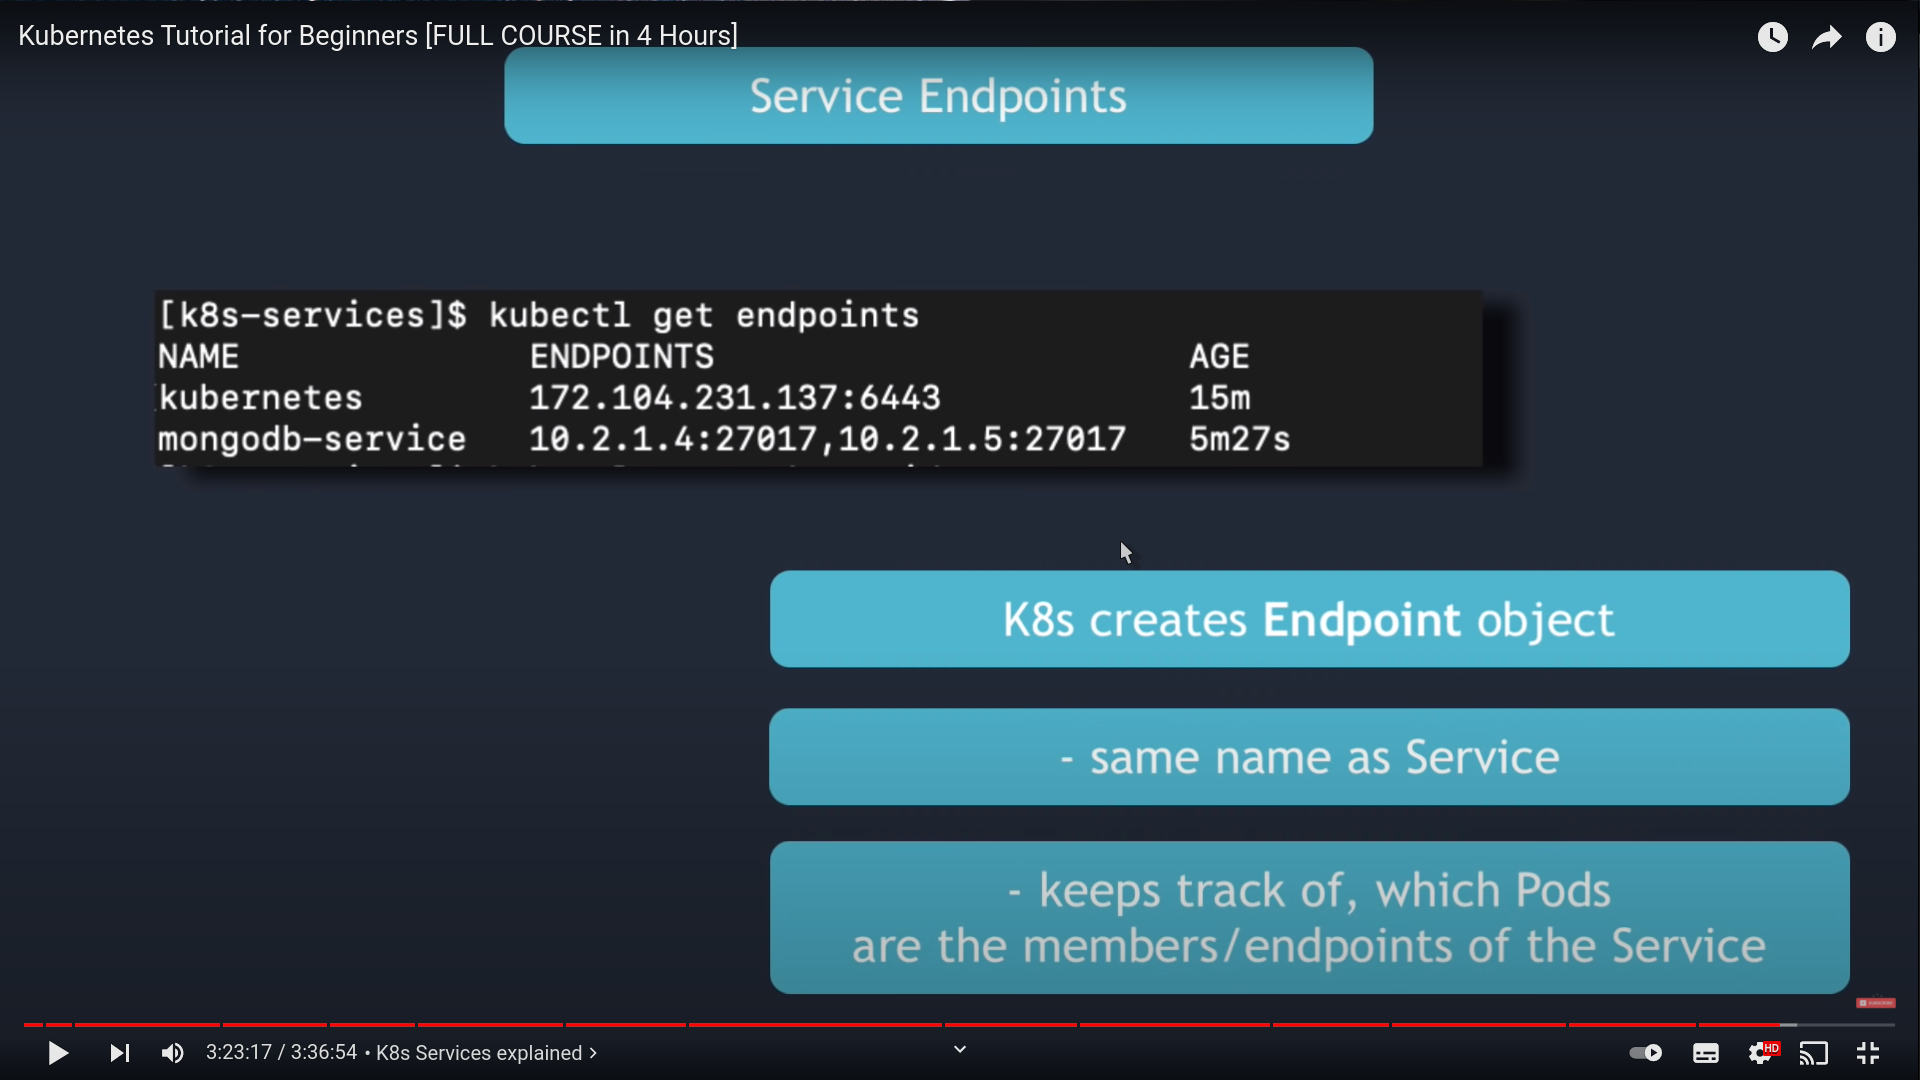 Kubernetes Tutorial for Beginners [FULL COURSE in 4 Hours]
Service Endpoints
[k8s-services]$ kubectl get endpoints
NAME ENDPOINTS AGE
kubernetes 172.104.231.137:6443 15m
mongodb-service 10.2.1.4:27017,10.2.1.5:27017 5m27s
K8s creates Endpoint object
- same name as Service
- keeps track of, which Pods
are the members/endpoints of the Service
SUBSCRIBE
3:23:17 / 3:36:54 • K8s Services explained >
HD